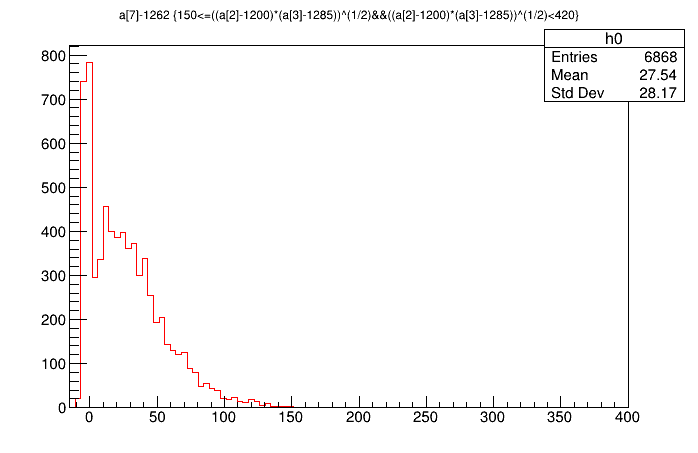 a[7]-1262 {150<=((a[2]-1200)*(a[3]-1285))^(1/2)&&((a[2]-1200)*(a[3]-1285))^(1/2)<420}
h0
Entries 6868
Mean 27.54
Std Dev 28.17
800
700
600
500
400
300
200
100
0
0 50 100 150 200 250 300 350 400